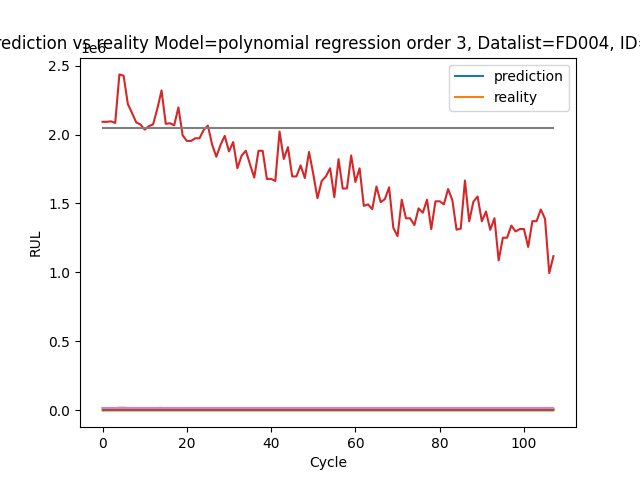 rediction vs reality Model=polynomial regression order 3, Datalist=FD004, ID=
1e6
2.5
2.0
1.5
1.0
0.5
0.0
RUL
prediction
reality
0
20
40
60
80
100
Cycle